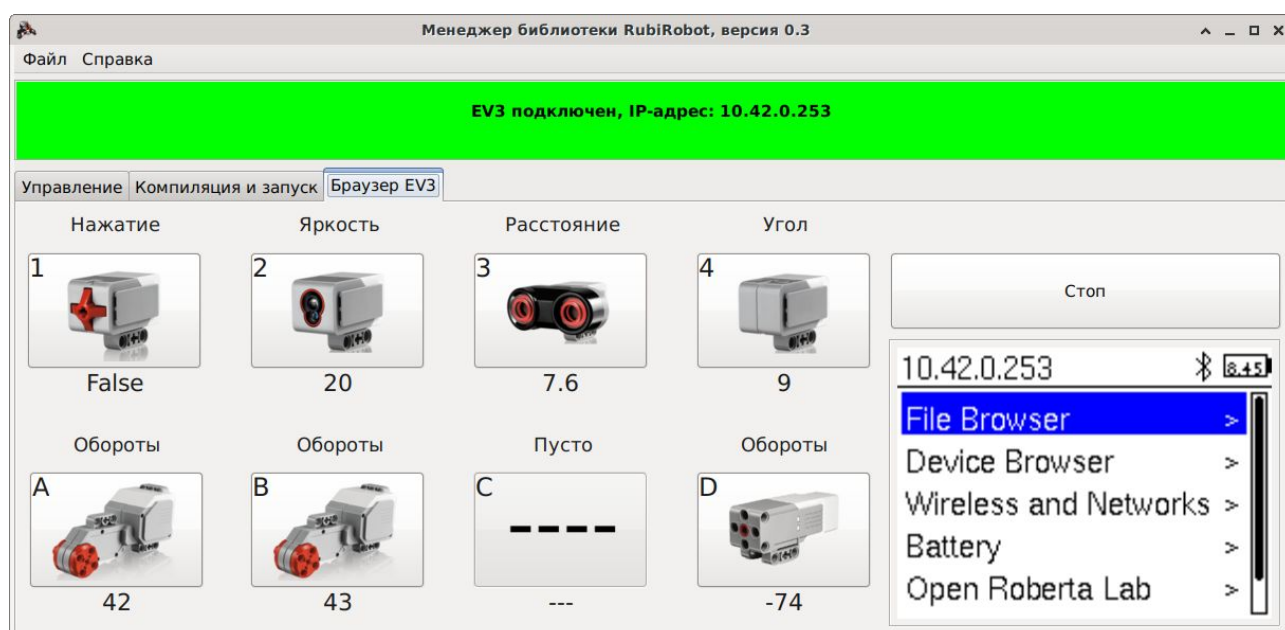 Менеджер библиотеки RubiRobot, версия 0.3
Файл Справка
EV3 подключен, IP-адрес: 10.42.0.253
Управление Компиляция и запуск Браузер EV3
Нажатие Яркость Расстояние Угол
1 2 3 4
Стоп
False 20 7.6 9
10.42.0.253 8.45
File Browser >
Device Browser >
Wireless and Networks >
Battery >
Open Roberta Lab >
Обороты Обороты Пусто Обороты
A B C D
----
42 43 --- -74